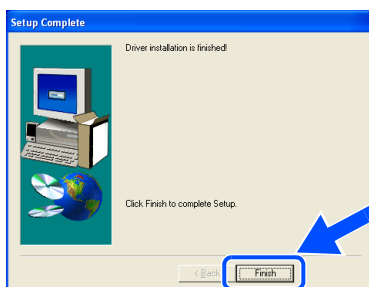 Setup Complete
Driver installation is finished!
Click Finish to complete Setup.
< Back
Finish